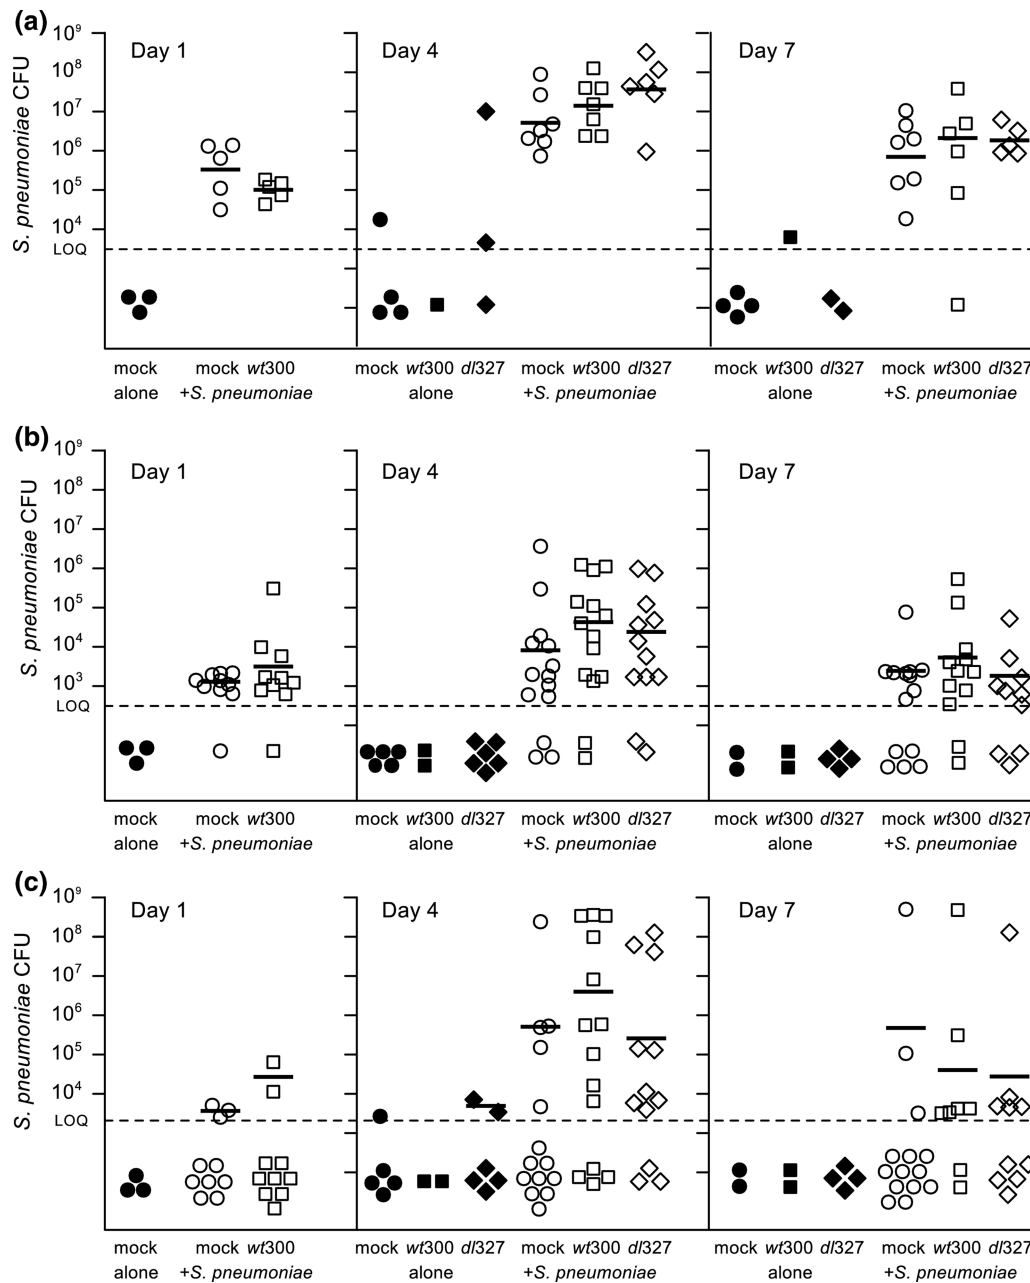 (a)
S. pneumoniae CFU
10⁹
10⁸
10⁷
10⁶
10⁵
10⁴
LOQ
Day 1
Day 4
Day 7
mock mock wt300 mock wt300 dl327 mock wt300 dl327 mock wt300 dl327 mock wt300 dl327
alone +S. pneumoniae alone +S. pneumoniae alone +S. pneumoniae
(b)
S. pneumoniae CFU
10⁹
10⁸
10⁷
10⁶
10⁵
10⁴
10³
LOQ
Day 1
Day 4
Day 7
mock mock wt300 mock wt300 dl327 mock wt300 dl327 mock wt300 dl327 mock wt300 dl327
alone +S. pneumoniae alone +S. pneumoniae alone +S. pneumoniae
(c)
S. pneumoniae CFU
10⁹
10⁸
10⁷
10⁶
10⁵
10⁴
LOQ
Day 1
Day 4
Day 7
mock mock wt300 mock wt300 dl327 mock wt300 dl327 mock wt300 dl327 mock wt300 dl327
alone +S. pneumoniae alone +S. pneumoniae alone +S. pneumoniae